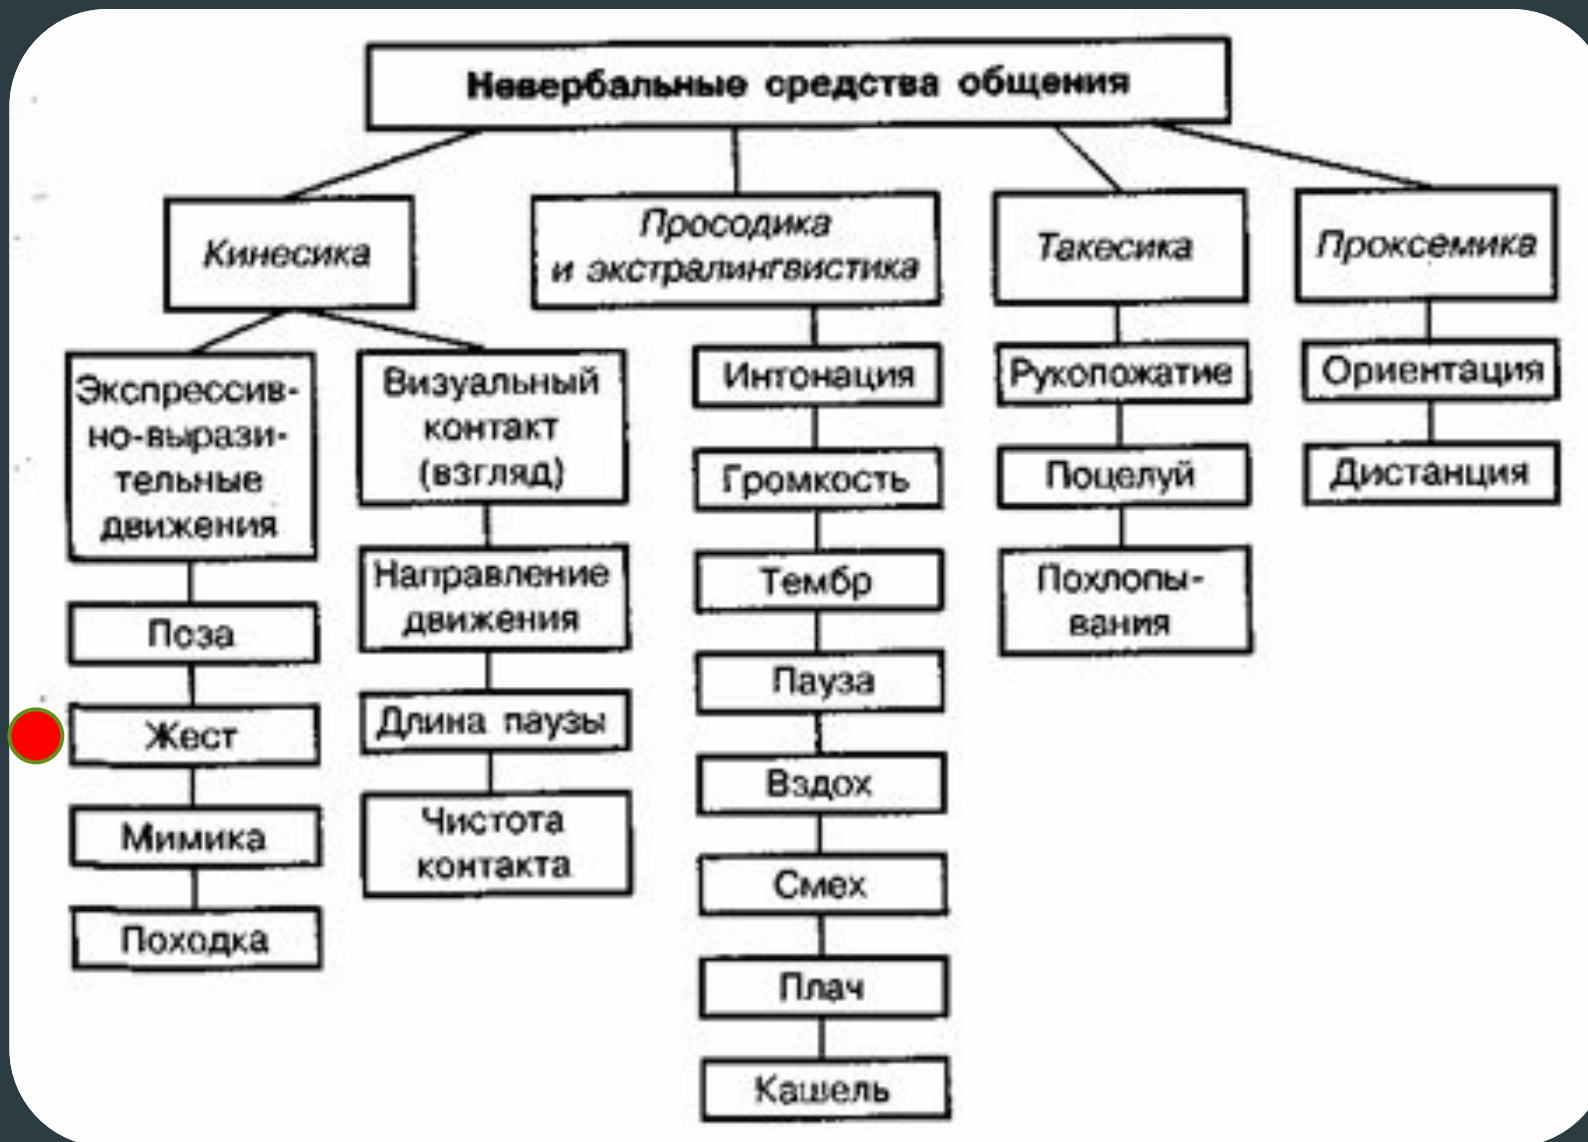 Невербальные средства общения
Кинесика
Просодика
и экстралингвистика
Такесика
Проксемика
Экспрессив-
но-вырази-
тельные
движения
Поза
Жест
Мимика
Походка
Визуальный
контакт
(взгляд)
Направление
движения
Длина паузы
Чистота
контакта
Интонация
Громкость
Тембр
Пауза
Вздох
Смех
Плач
Кашель
Рукопожатие
Поцелуй
Похлопы-
вания
Ориентация
Дистанция